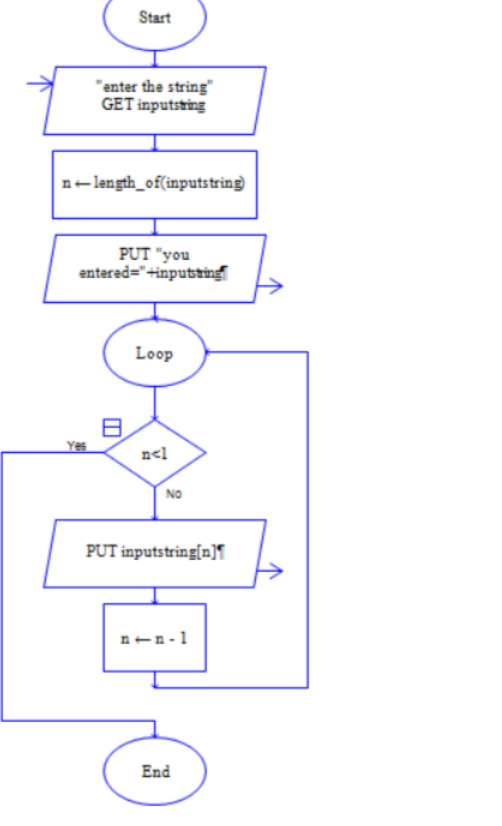 Start
"enter the string"
GET inputstring
n ← length_of(inputstring)
PUT "you
entered="+inputstring¶
Loop
Yes
n<1
No
PUT inputstring[n]¶
n ← n - 1
End